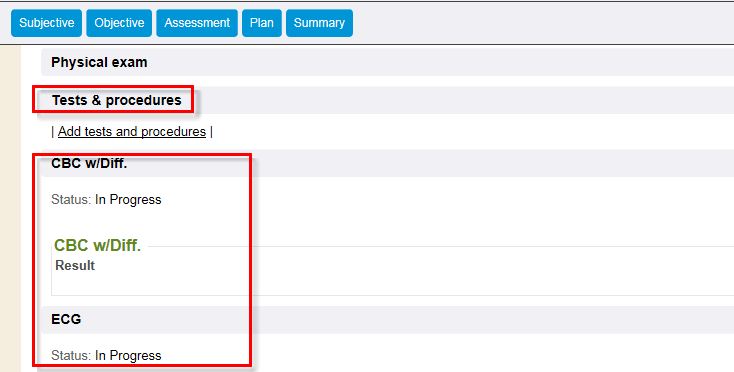 Subjective Objective Assessment Plan Summary
Physical exam
Tests & procedures
| Add tests and procedures |
CBC w/Diff.
Status: In Progress
CBC w/Diff.
Result
ECG
Status: In Progress